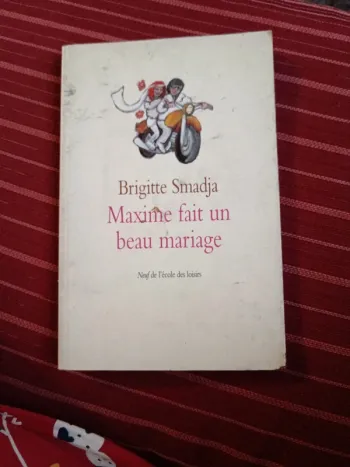 Brigitte Smadja
Maxime fait un
beau mariage
Neuf de l'école des loisirs